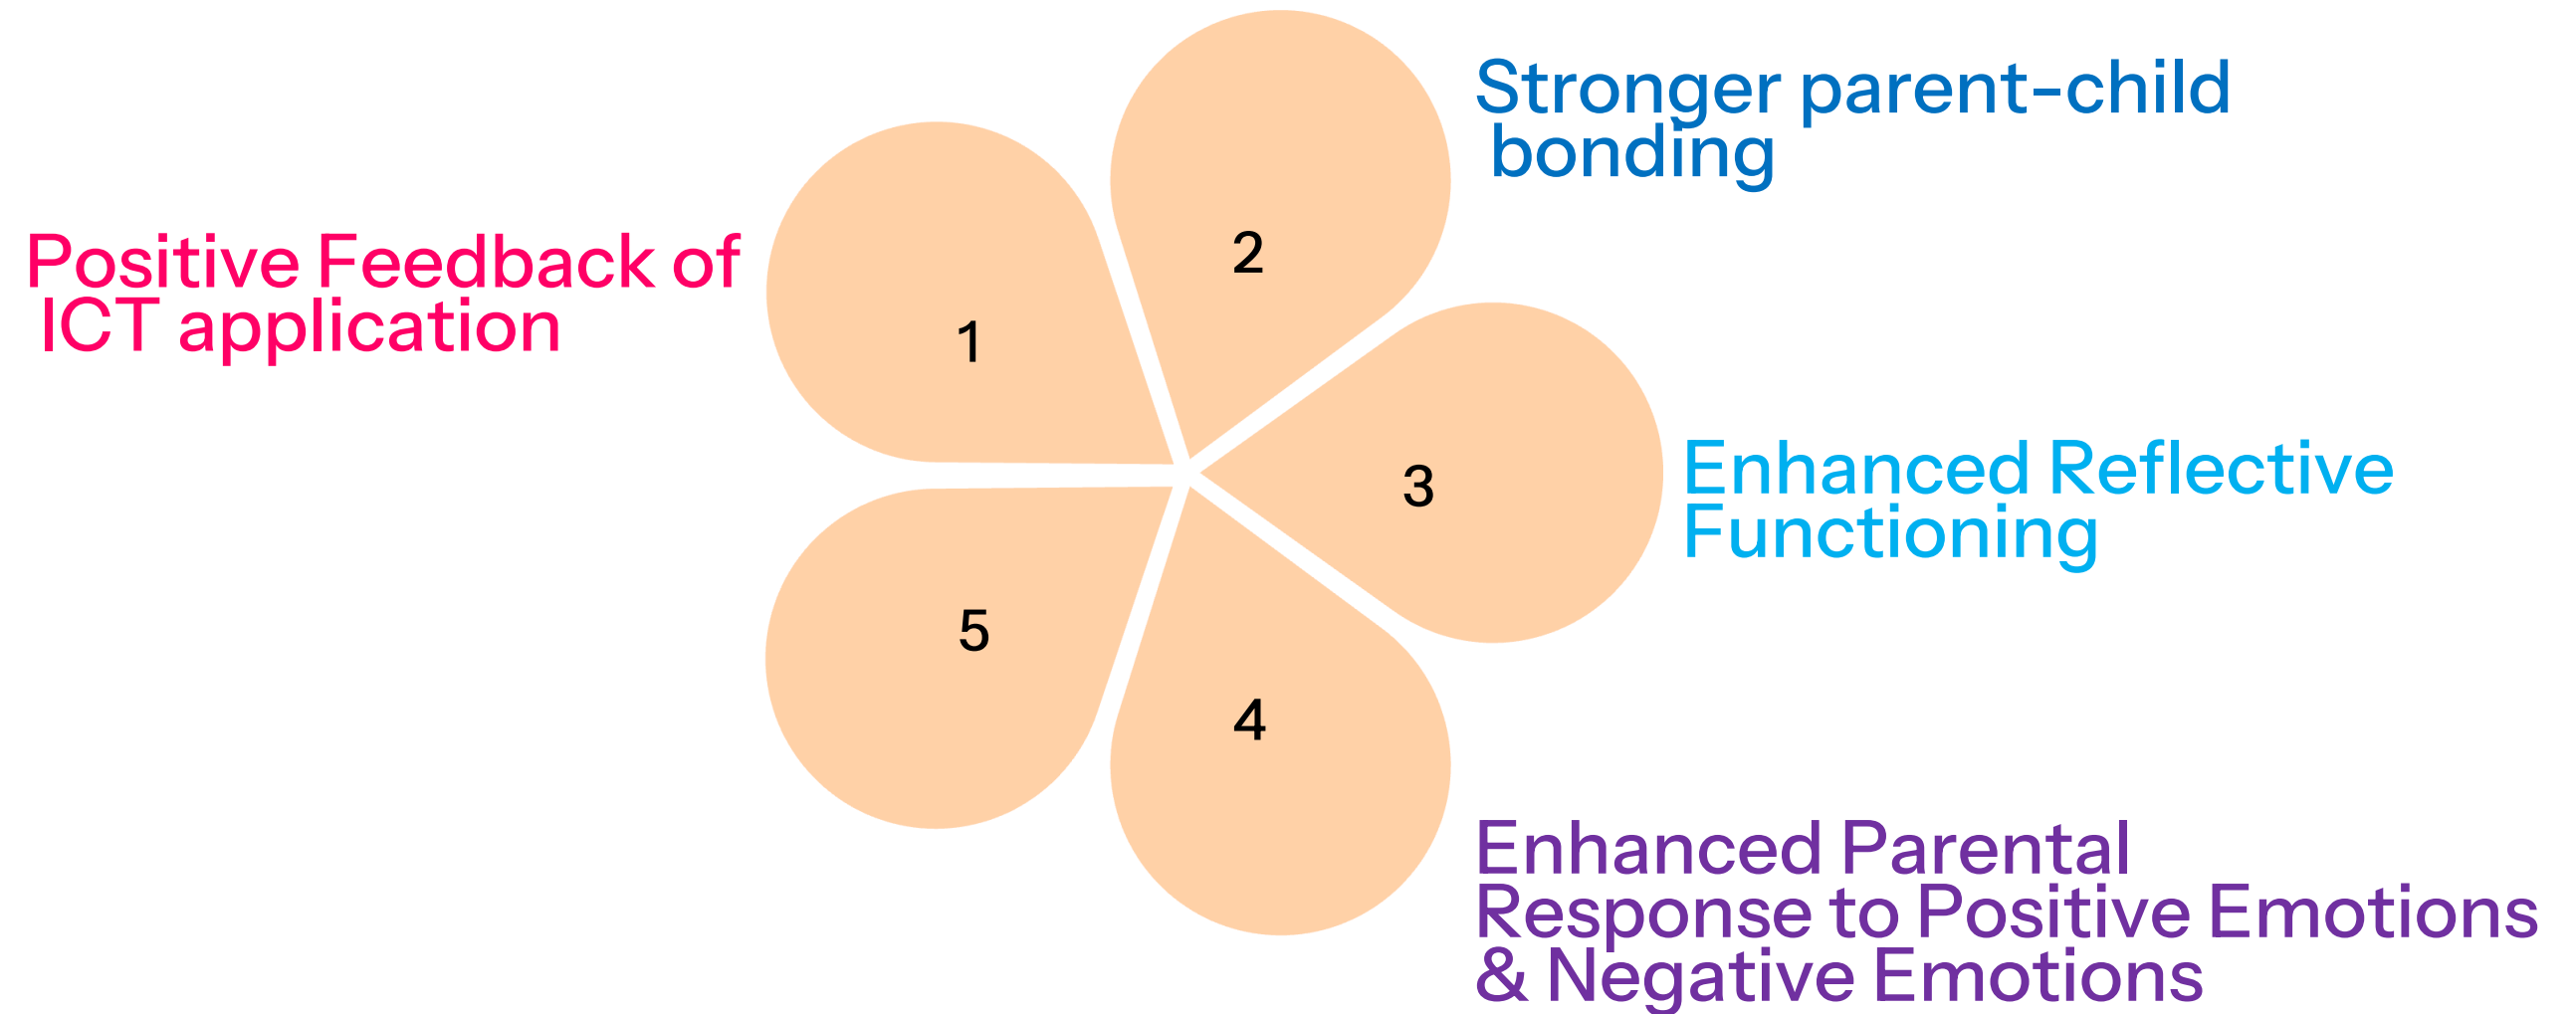 Positive Feedback of
ICT application
1
2
Stronger parent-child
bonding
3
Enhanced Reflective
Functioning
4
Enhanced Parental
Response to Positive Emotions
& Negative Emotions
5